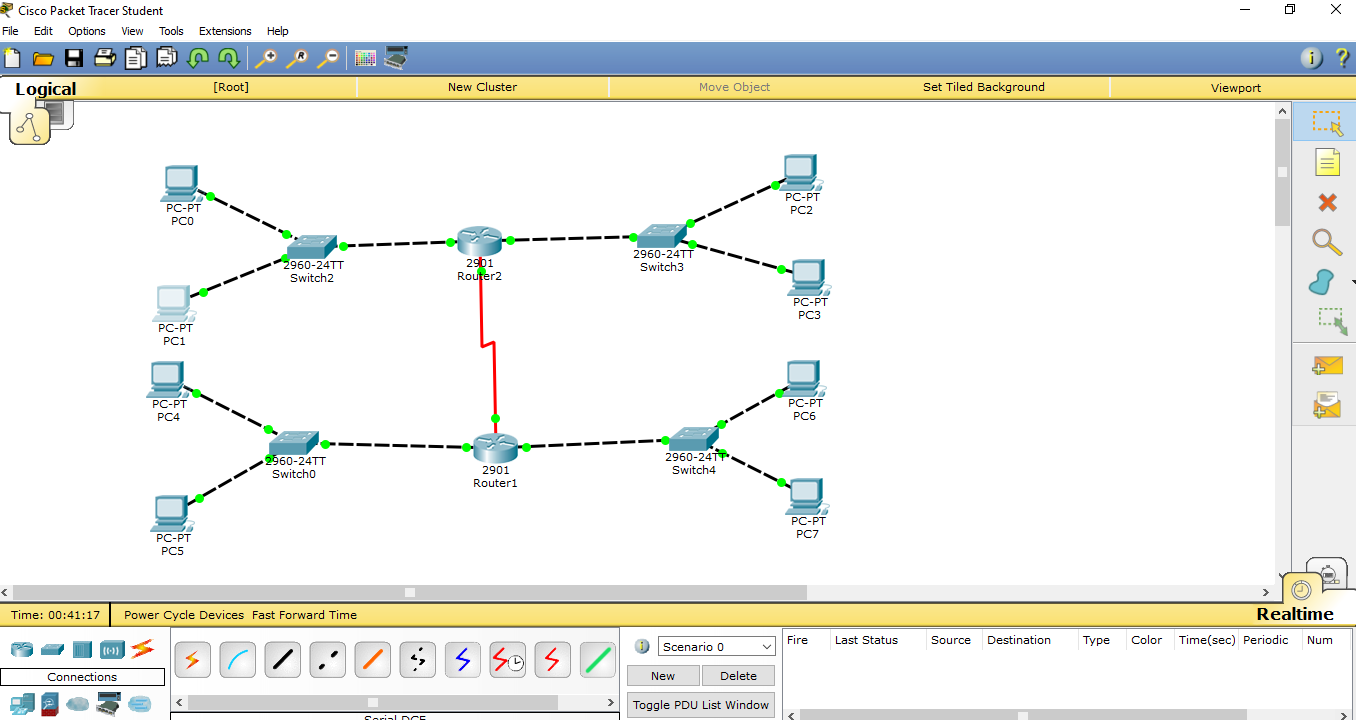 Cisco Packet Tracer Student
File Edit Options View Tools Extensions Help
Logical [Root] New Cluster Move Object Set Tiled Background Viewport
PC-PT
PC0
2960-24TT
Switch2
PC-PT
PC1
2901
Router2
2960-24TT
Switch3
PC-PT
PC2
PC-PT
PC3
PC-PT
PC4
2960-24TT
Switch0
PC-PT
PC5
2901
Router1
2960-24TT
Switch4
PC-PT
PC6
PC-PT
PC7
Time: 00:41:17 Power Cycle Devices Fast Forward Time Realtime
Connections
Scenario 0
New Delete
Toggle PDU List Window
Fire Last Status Source Destination Type Color Time(sec) Periodic Num
Serial DCE